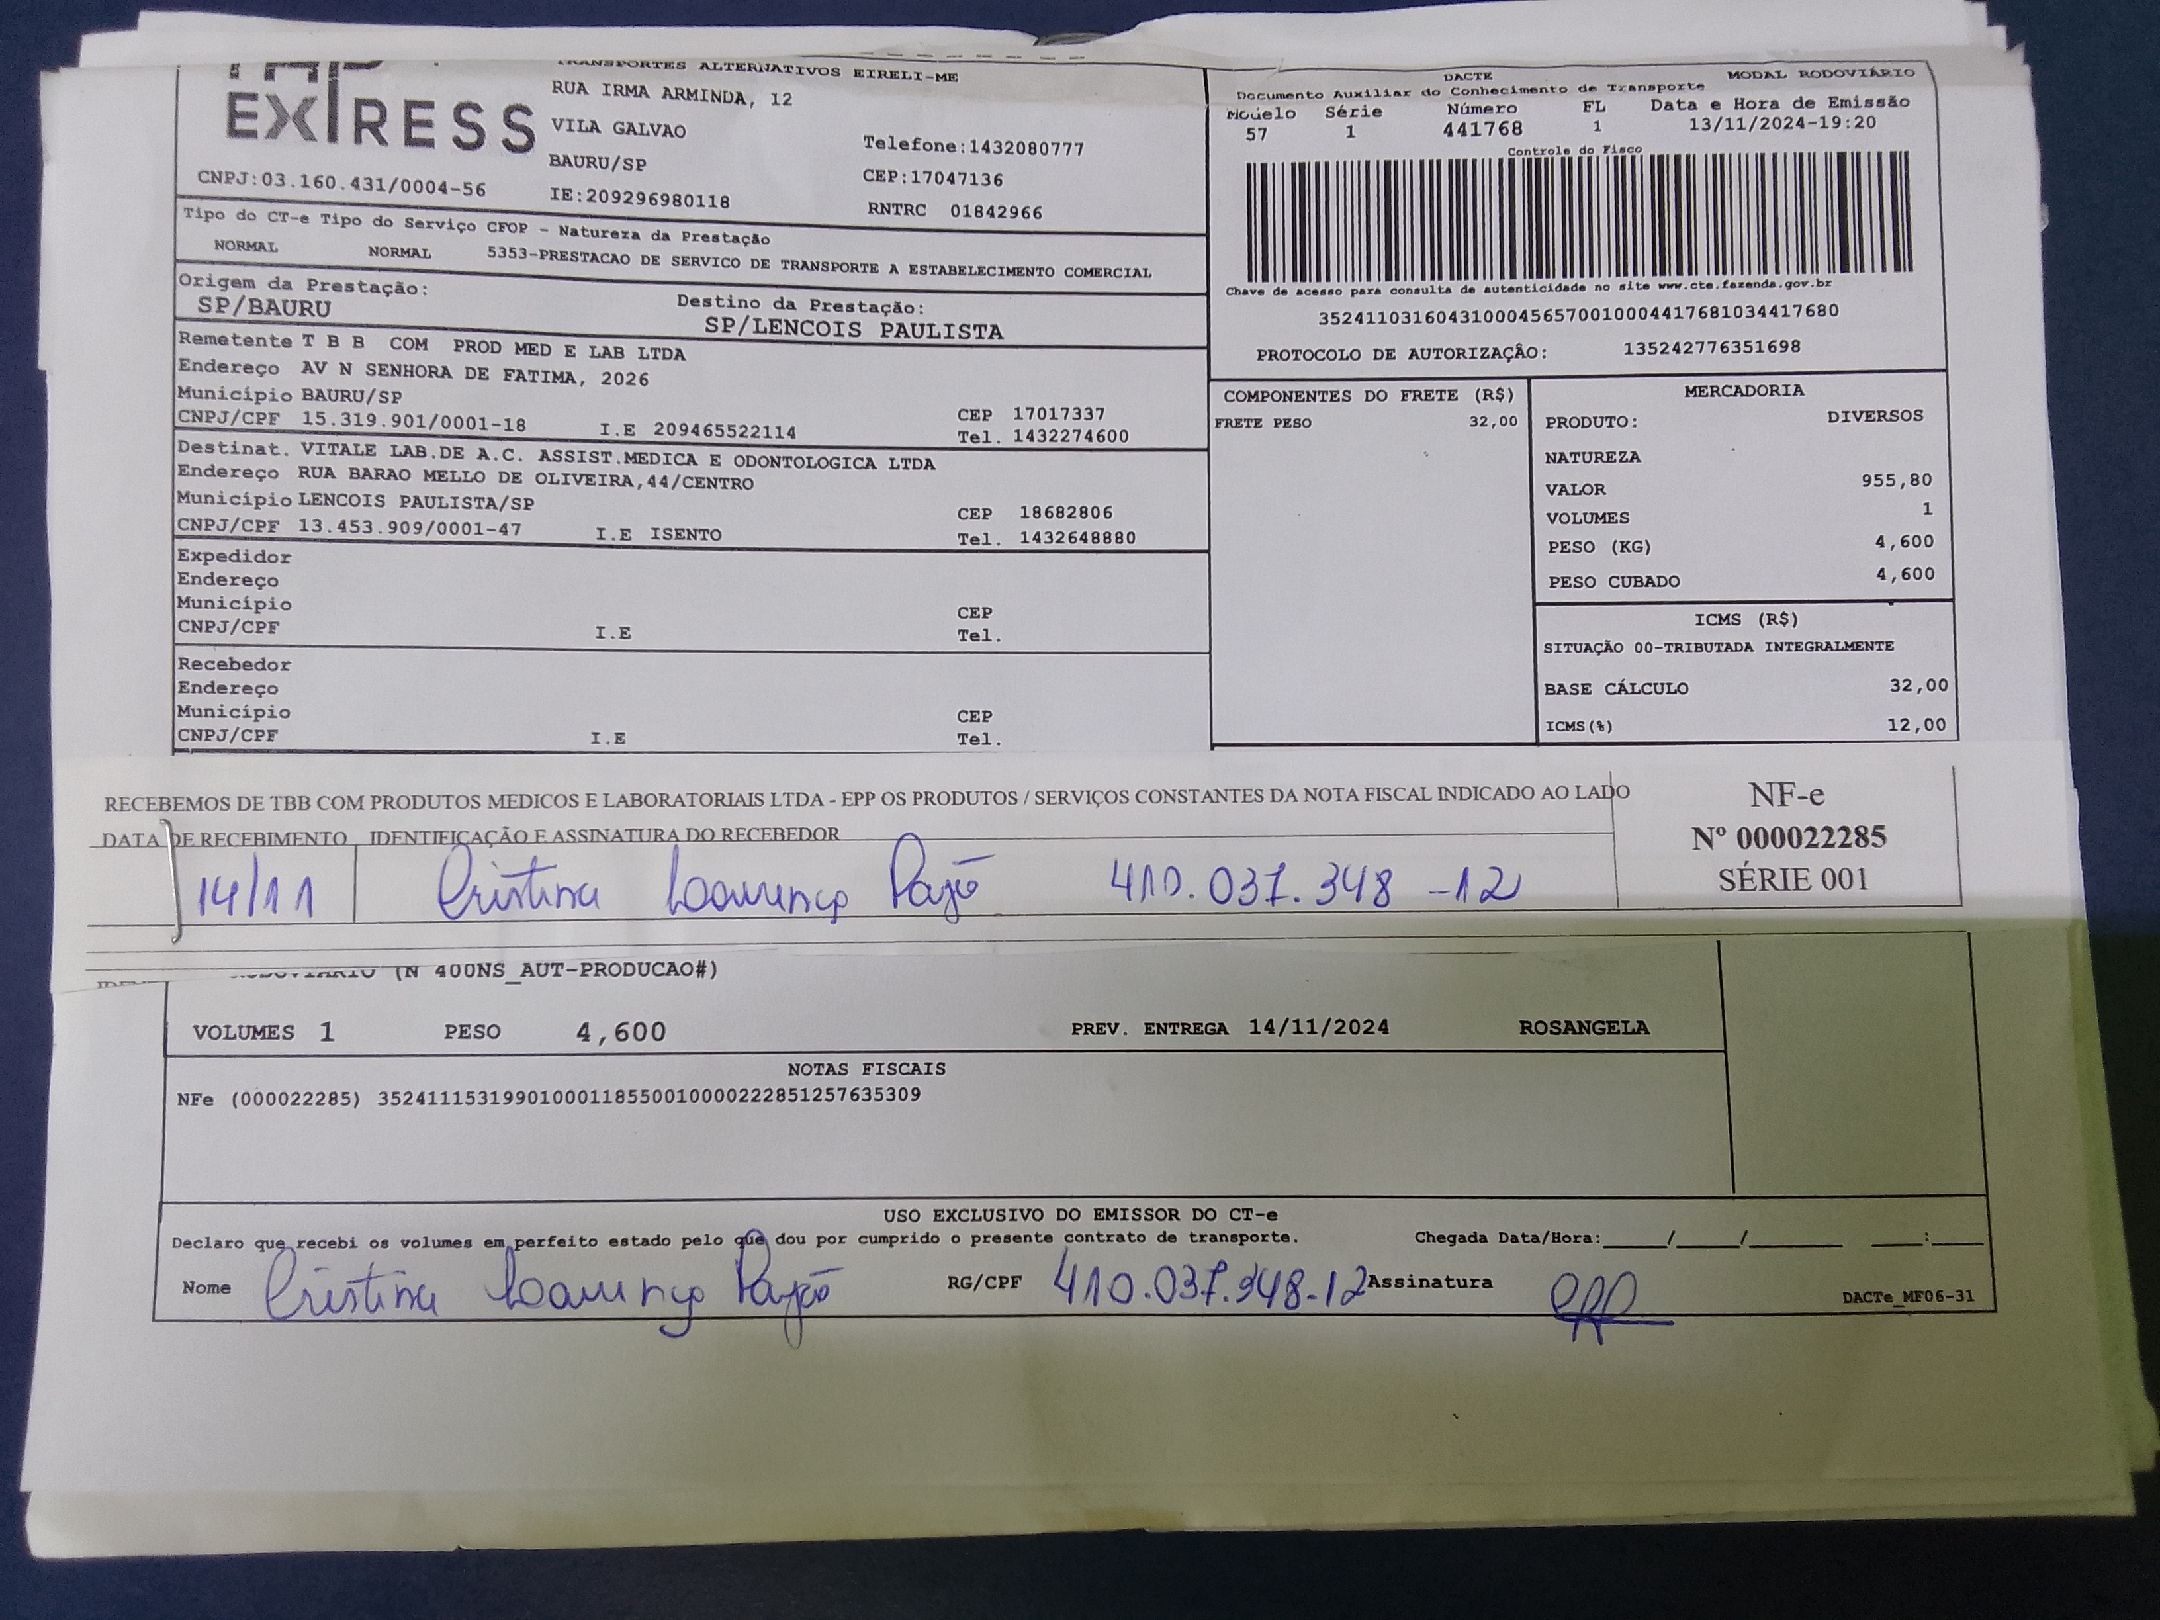 EXPRESS
TRANSPORTES ALTERNATIVOS EIRELI-ME
RUA IRMA ARMINDA, 12
VILA GALVAO
BAURU/SP
Telefone:1432080777
CEP:17047136
CNPJ:03.160.431/0004-56
IE:209296980118
RNTRC 01842966
DACTE MODAL RODOVIÁRIO
Documento Auxiliar do Conhecimento de Transporte
Modelo Série Número FL Data e Hora de Emissão
57 1 441768 1 13/11/2024-19:20
Controle do Fisco
Chave de acesso para consulta de autenticidade no site www.cte.fazenda.gov.br
35241103160431000456570010004417681034417680
PROTOCOLO DE AUTORIZAÇÃO: 135242776351698
Tipo do CT-e Tipo do Serviço CFOP - Natureza da Prestação
NORMAL NORMAL 5353-PRESTACAO DE SERVICO DE TRANSPORTE A ESTABELECIMENTO COMERCIAL
Origem da Prestação: Destino da Prestação:
SP/BAURU SP/LENCOIS PAULISTA
Remetente T B B COM PROD MED E LAB LTDA
Endereço AV N SENHORA DE FATIMA, 2026
Município BAURU/SP CEP 17017337
CNPJ/CPF 15.319.901/0001-18 I.E 209465522114 Tel. 1432274600
Destinat. VITALE LAB.DE A.C. ASSIST.MEDICA E ODONTOLOGICA LTDA
Endereço RUA BARAO MELLO DE OLIVEIRA,44/CENTRO
Município LENCOIS PAULISTA/SP CEP 18682806
CNPJ/CPF 13.453.909/0001-47 I.E ISENTO Tel. 1432648880
Expedidor
Endereço
Município CEP
CNPJ/CPF I.E Tel.
Recebedor
Endereço
Município CEP
CNPJ/CPF I.E Tel.
COMPONENTES DO FRETE (R$)
FRETE PESO 32,00
MERCADORIA
PRODUTO: DIVERSOS
NATUREZA
VALOR 955,80
VOLUMES 1
PESO (KG) 4,600
PESO CUBADO 4,600
ICMS (R$)
SITUAÇÃO 00-TRIBUTADA INTEGRALMENTE
BASE CÁLCULO 32,00
ICMS(%) 12,00
RECEBEMOS DE TBB COM PRODUTOS MEDICOS E LABORATORIAIS LTDA - EPP OS PRODUTOS / SERVIÇOS CONSTANTES DA NOTA FISCAL INDICADO AO LADO
DATA DE RECEBIMENTO IDENTIFICAÇÃO E ASSINATURA DO RECEBEDOR
14/11 Cristina Lourenço Pajão 410.037.348-12
NF-e
Nº 000022285
SÉRIE 001
(N 400NS_AUT-PRODUCAO#)
VOLUMES 1 PESO 4,600 PREV. ENTREGA 14/11/2024 ROSANGELA
NOTAS FISCAIS
NFe (000022285) 35241115319901000118550010000222851257635309
USO EXCLUSIVO DO EMISSOR DO CT-e
Declaro que recebi os volumes em perfeito estado pelo que dou por cumprido o presente contrato de transporte. Chegada Data/Hora:_____/_____/_______ ____:____
Nome Cristina Lourenço Pajão RG/CPF 410.037.348-12 Assinatura
DACTe_MF06-31